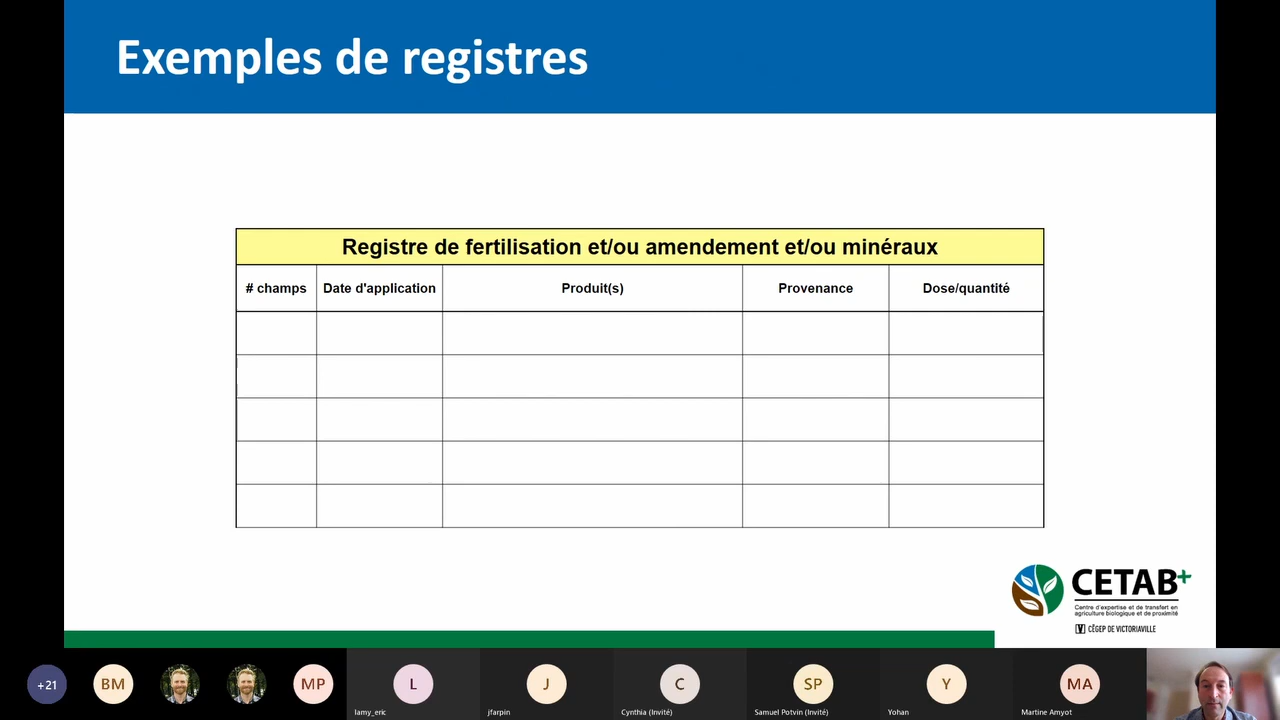 Exemples de registres
Registre de fertilisation et/ou amendement et/ou minéraux
# champs Date d'application Produit(s) Provenance Dose/quantité
CETAB+
Centre d'expertise et de transfert en
agriculture biologique et de proximité
CÉGEP DE VICTORIAVILLE
+21 BM MP L J C SP Y MA
lamy_eric jfarpin Cynthia (Invité) Samuel Potvin (Invité) Yohan Martine Amyot